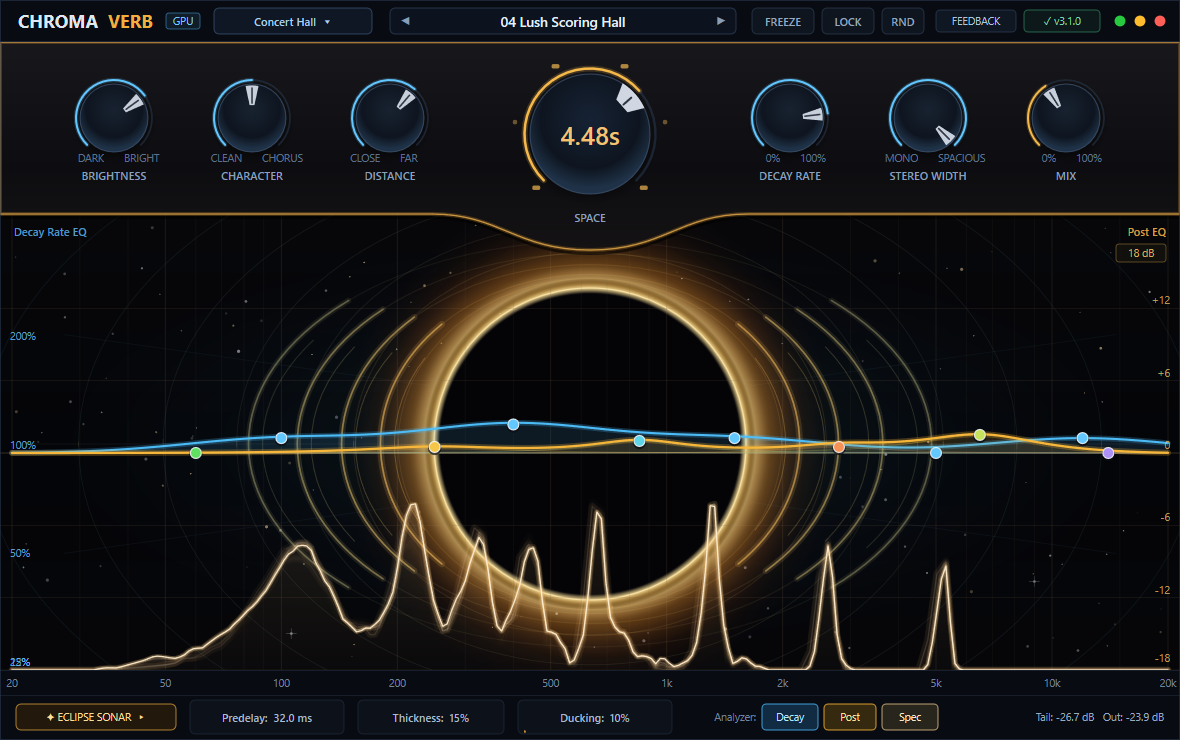 CHROMA VERB GPU Concert Hall 04 Lush Scoring Hall FREEZE LOCK RND FEEDBACK ✓ v3.1.0
4.48s
DARK BRIGHT CLEAN CHORUS CLOSE FAR 0% 100% MONO SPACIOUS 0% 100%
BRIGHTNESS CHARACTER DISTANCE DECAY RATE STEREO WIDTH MIX
SPACE
Decay Rate EQ Post EQ
18 dB
+12
200%
+6
100% 0
-6
50%
-12
-18
20 50 100 200 500 1k 2k 5k 10k 20k
✦ ECLIPSE SONAR Predelay: 32.0 ms Thickness: 15% Ducking: 10% Analyzer: Decay Post Spec Tail: -26.7 dB Out: -23.9 dB